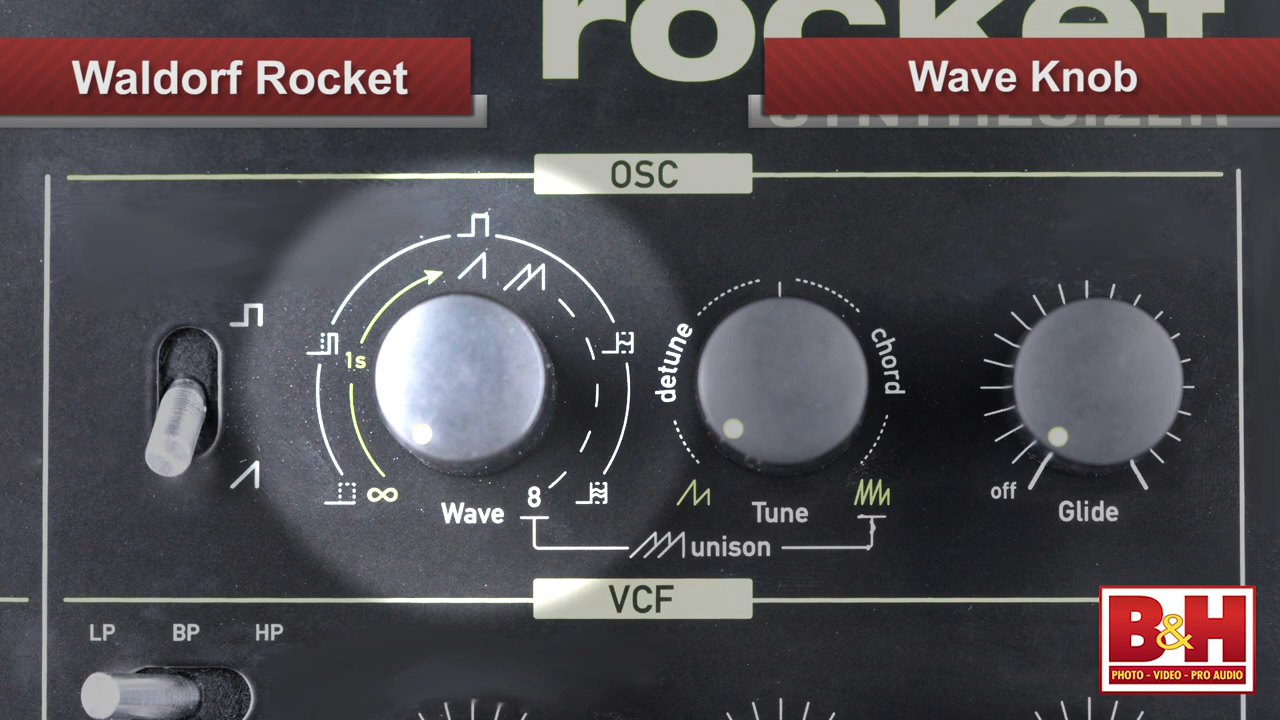 rocket
Waldorf Rocket
Wave Knob
SYNTHESIZER
OSC
1s
detune
chord
∞
8
off
Wave
Tune
Glide
unison
VCF
LP BP HP
B&H
PHOTO - VIDEO - PRO AUDIO